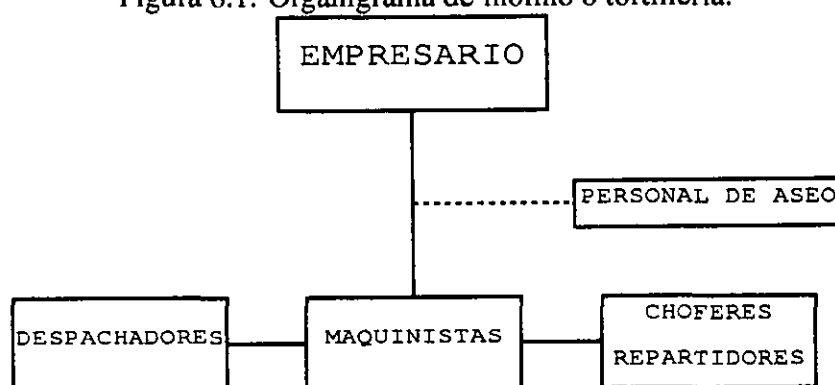 Figura 6.1. Organigrama de molino o tortillería.
EMPRESARIO
PERSONAL DE ASEO
DESPACHADORES
MAQUINISTAS
CHOFERES
REPARTIDORES